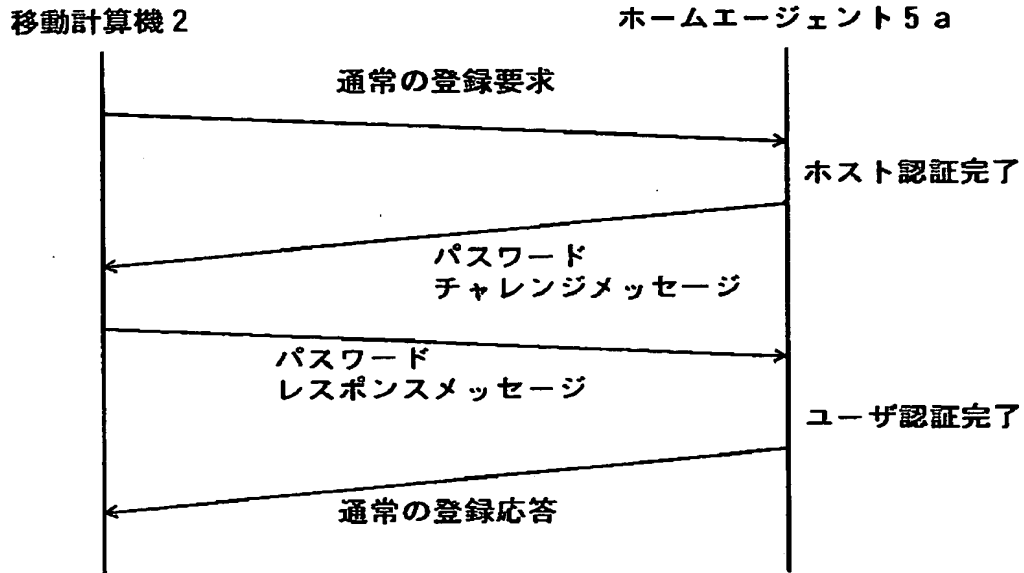 移動計算機2
ホームエージェント5a
通常の登録要求
ホスト認証完了
パスワード
チャレンジメッセージ
パスワード
レスポンスメッセージ
ユーザ認証完了
通常の登録応答